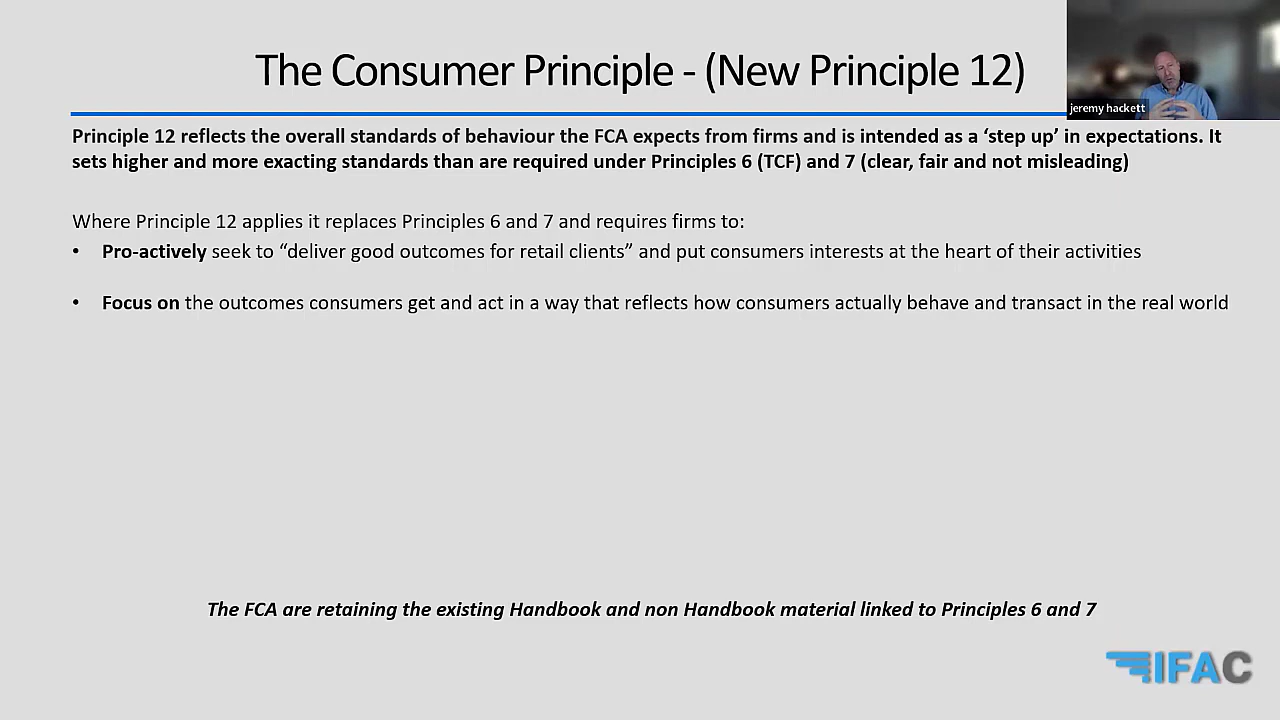 The Consumer Principle - (New Principle 12)
jeremy hackett
Principle 12 reflects the overall standards of behaviour the FCA expects from firms and is intended as a ‘step up’ in expectations. It
sets higher and more exacting standards than are required under Principles 6 (TCF) and 7 (clear, fair and not misleading)
Where Principle 12 applies it replaces Principles 6 and 7 and requires firms to:
• Pro-actively seek to “deliver good outcomes for retail clients” and put consumers interests at the heart of their activities
• Focus on the outcomes consumers get and act in a way that reflects how consumers actually behave and transact in the real world
The FCA are retaining the existing Handbook and non Handbook material linked to Principles 6 and 7
IFAC